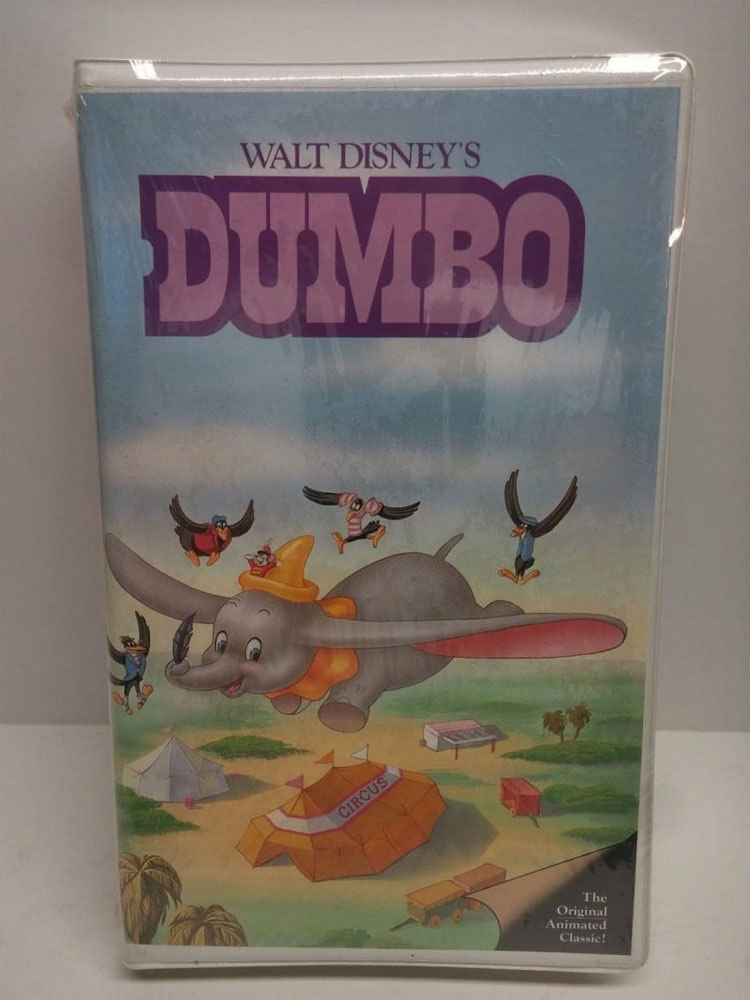 WALT DISNEY'S
DUMBO
CIRCUS
The
Original
Animated
Classic!